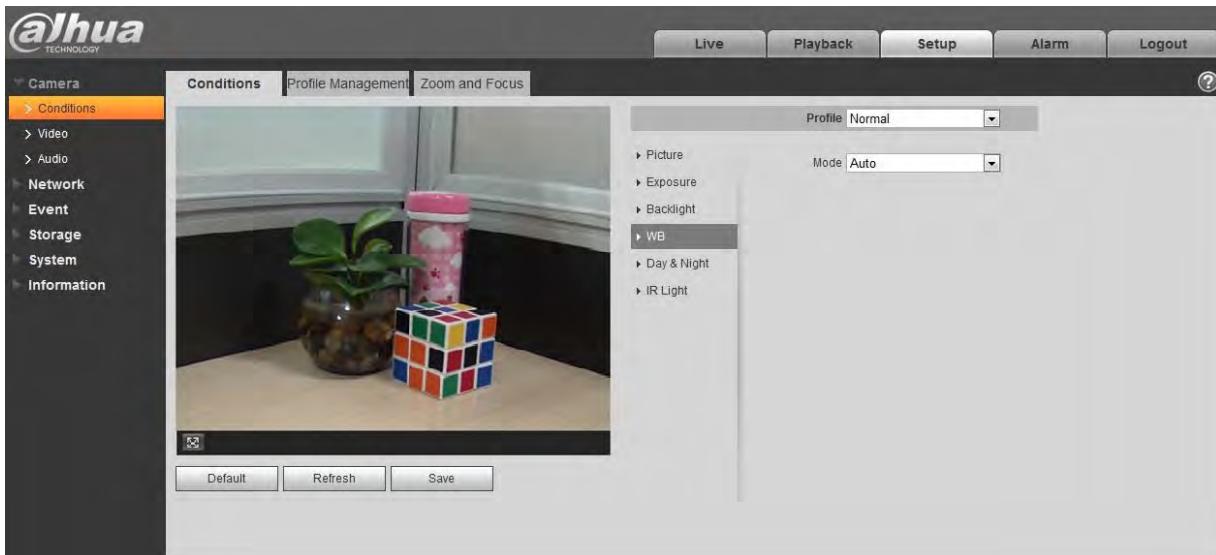 alhua
TECHNOLOGY
Live
Playback
Setup
Alarm
Logout
Camera
Conditions
Video
Audio
Network
Event
Storage
System
Information
Conditions
Profile Management
Zoom and Focus
?
Profile Normal
Picture
Exposure
Backlight
WB
Day & Night
IR Light
Mode Auto
Default
Refresh
Save